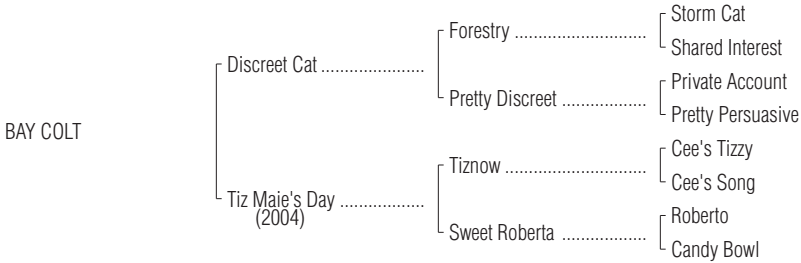 Storm Cat
Forestry ............................
Shared Interest
Discreet Cat ......................
Private Account
Pretty Discreet ..................
Pretty Persuasive
BAY COLT
Cee's Tizzy
Tiznow ..............................
Cee's Song
Tiz Maie's Day ..................
(2004)
Roberto
Sweet Roberta ..................
Candy Bowl